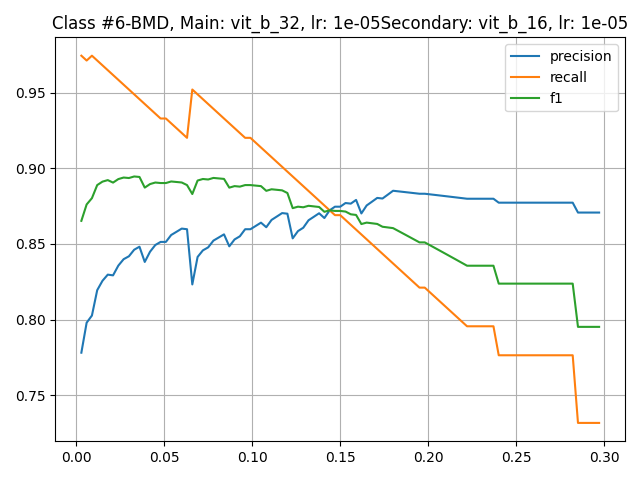 Class #6-BMD, Main: vit_b_32, lr: 1e-05Secondary: vit_b_16, lr: 1e-05
precision
recall
f1
0.95
0.90
0.85
0.80
0.75
0.00 0.05 0.10 0.15 0.20 0.25 0.30